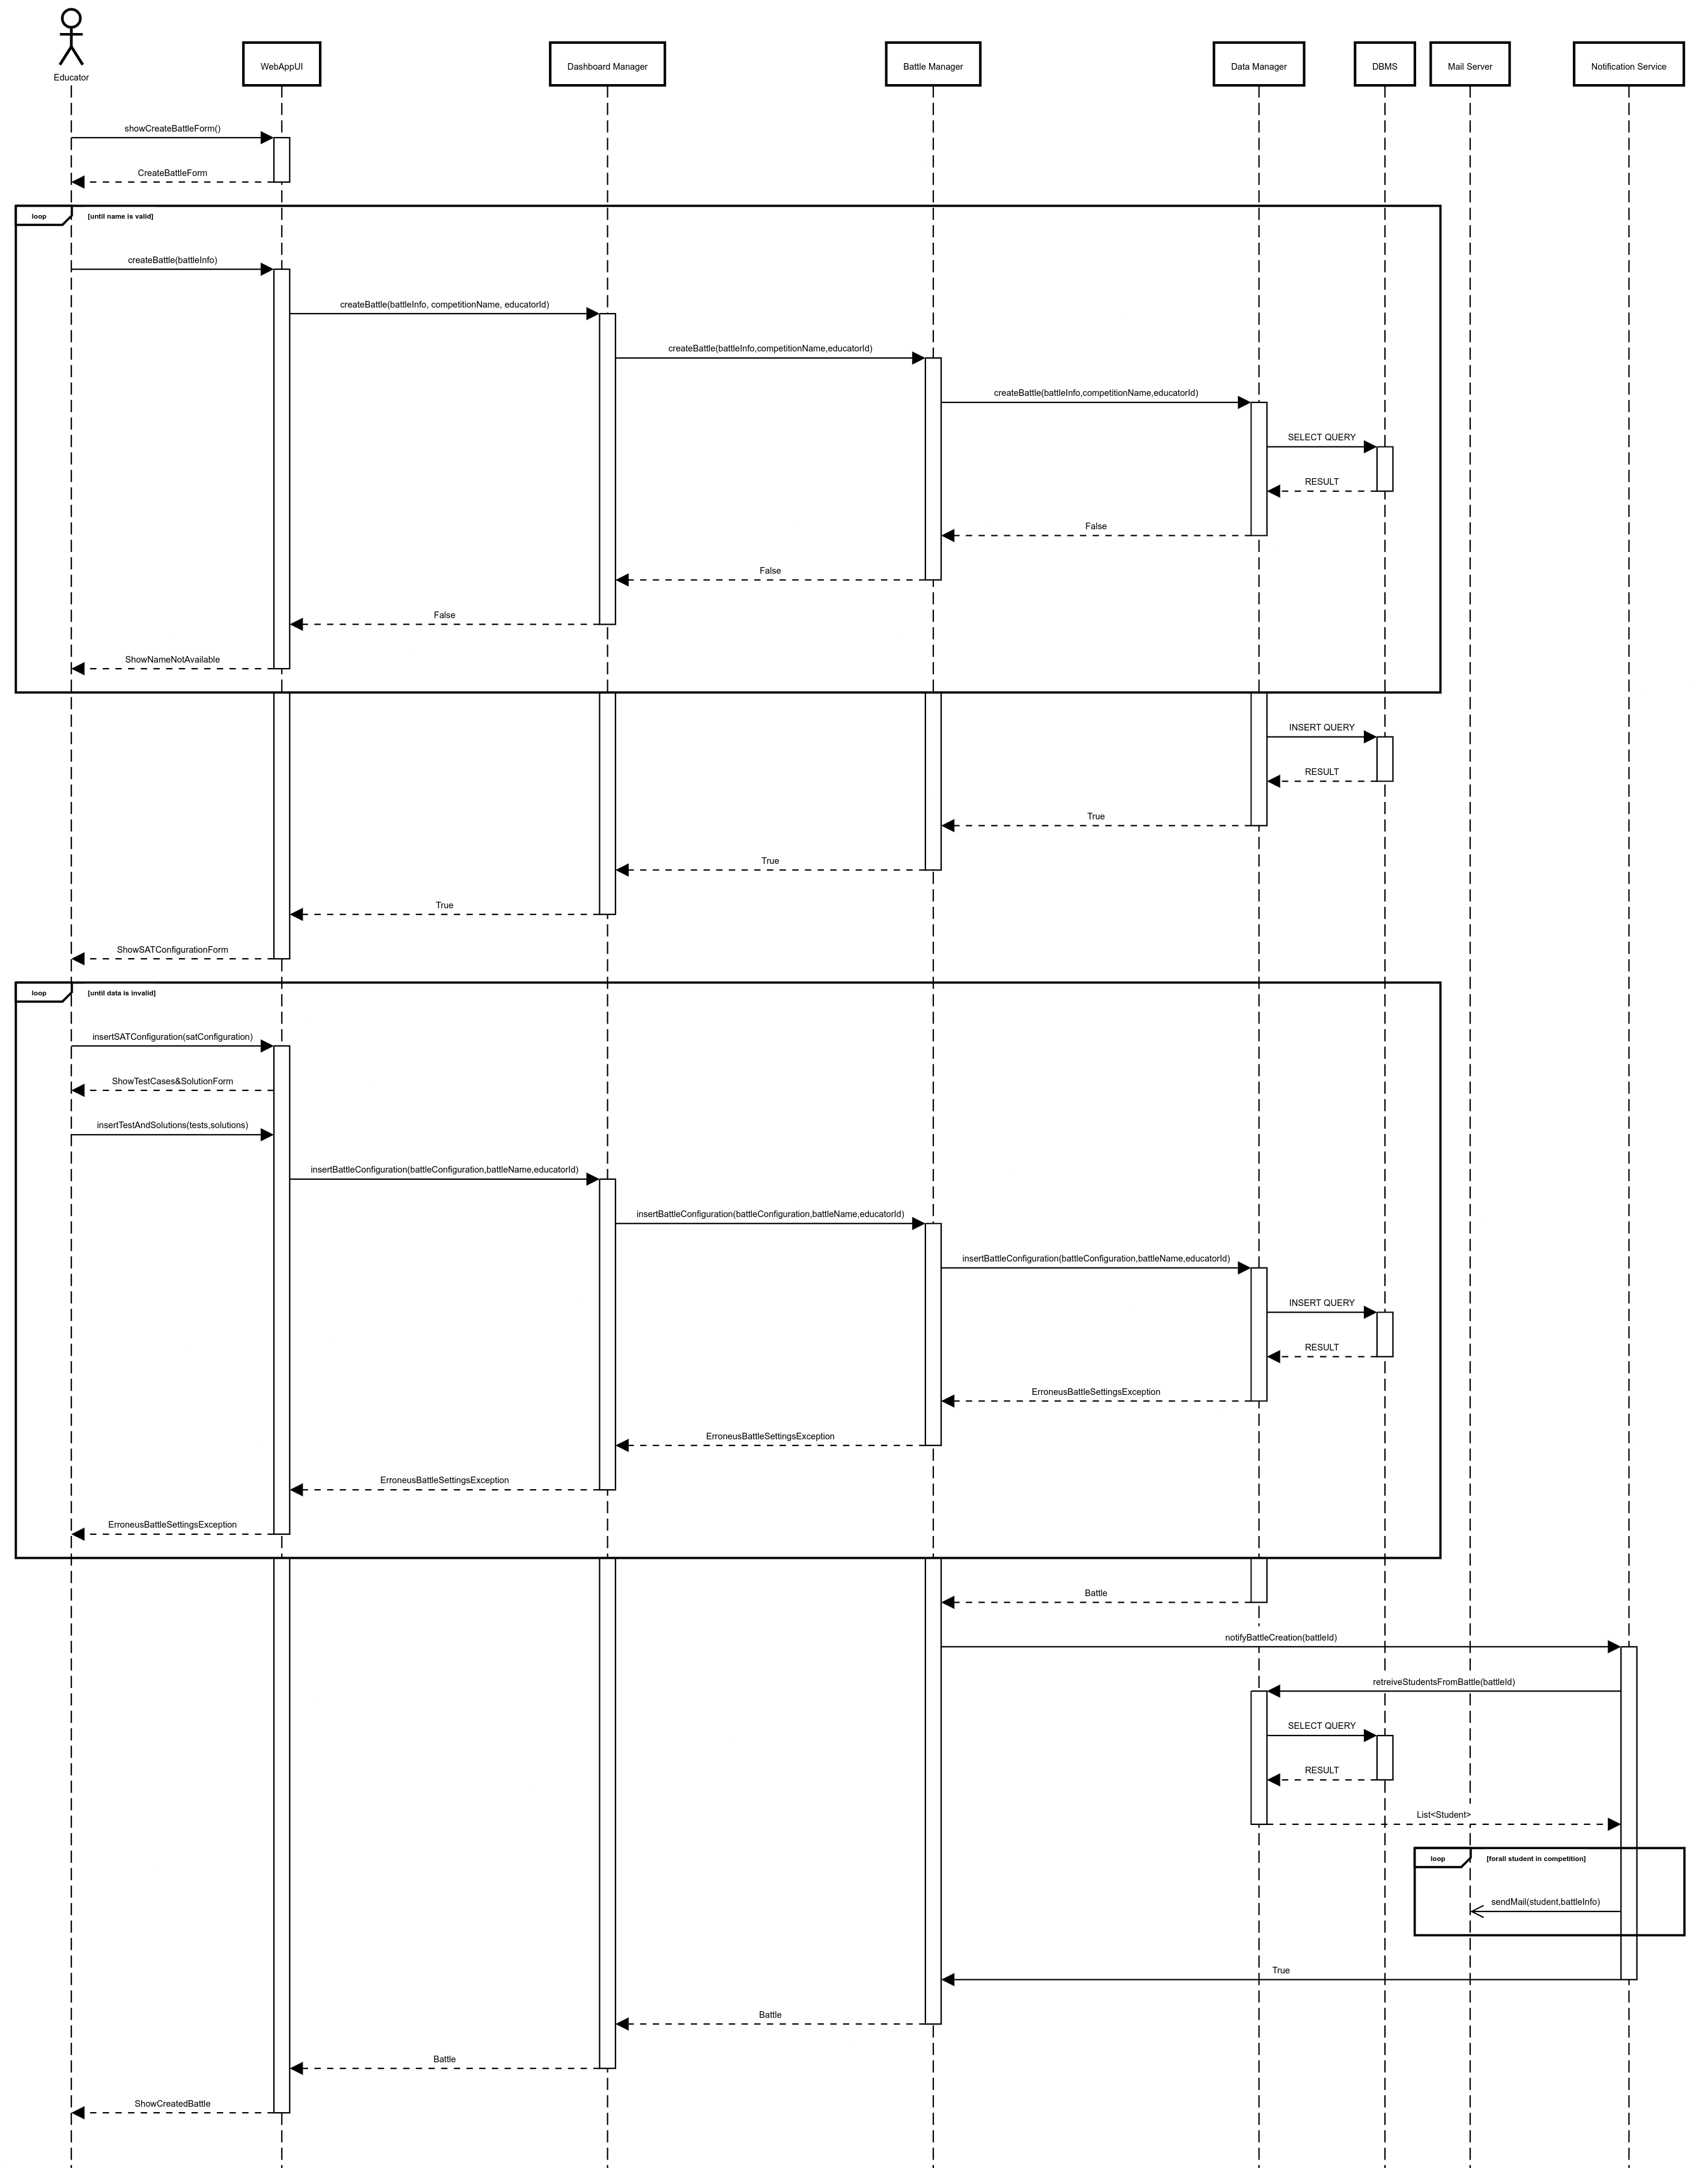 Educator
WebAppUI
Dashboard Manager
Battle Manager
Data Manager
DBMS
Mail Server
Notification Service
showCreateBattleForm()
CreateBattleForm
loop
[until name is valid]
createBattle(battleInfo)
createBattle(battleInfo, competitionName, educatorId)
createBattle(battleInfo,competitionName,educatorId)
createBattle(battleInfo,competitionName,educatorId)
SELECT QUERY
RESULT
False
False
False
ShowNameNotAvailable
INSERT QUERY
RESULT
True
True
True
ShowSATConfigurationForm
loop
[until data is invalid]
insertSATConfiguration(satConfiguration)
ShowTestCases&SolutionForm
insertTestAndSolutions(tests,solutions)
insertBattleConfiguration(battleConfiguration,battleName,educatorId)
insertBattleConfiguration(battleConfiguration,battleName,educatorId)
insertBattleConfiguration(battleConfiguration,battleName,educatorId)
INSERT QUERY
RESULT
ErroneusBattleSettingsException
ErroneusBattleSettingsException
ErroneusBattleSettingsException
ErroneusBattleSettingsException
Battle
notifyBattleCreation(battleId)
retreiveStudentsFromBattle(battleId)
SELECT QUERY
RESULT
List<Student>
loop
[forall student in competition]
sendMail(student,battleInfo)
True
Battle
Battle
ShowCreatedBattle